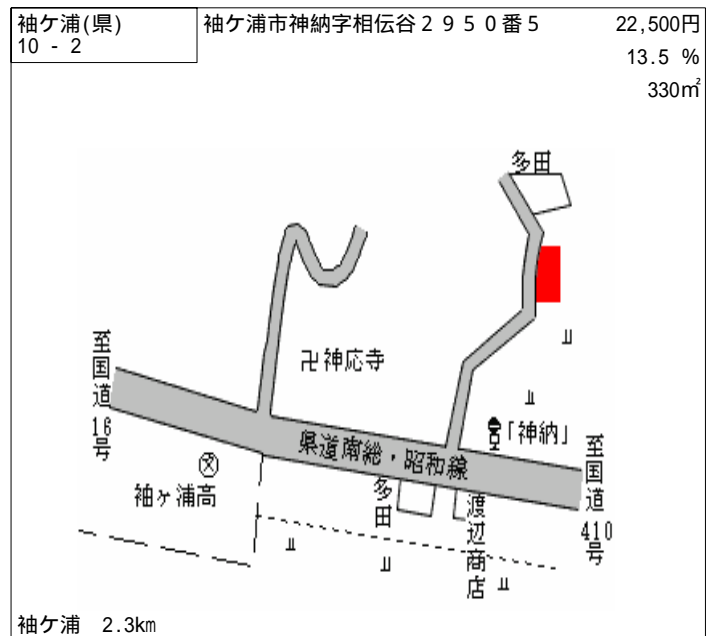 袖ケ浦(県)
10 - 2
袖ケ浦市神納字相伝谷２９５０番５
22,500円
13.5 %
330㎡
多田
至国道16号
卍神応寺
「神納」
県道南総・昭和線
至国道410号
文
袖ヶ浦高
多田
渡辺商店
袖ケ浦 2.3km